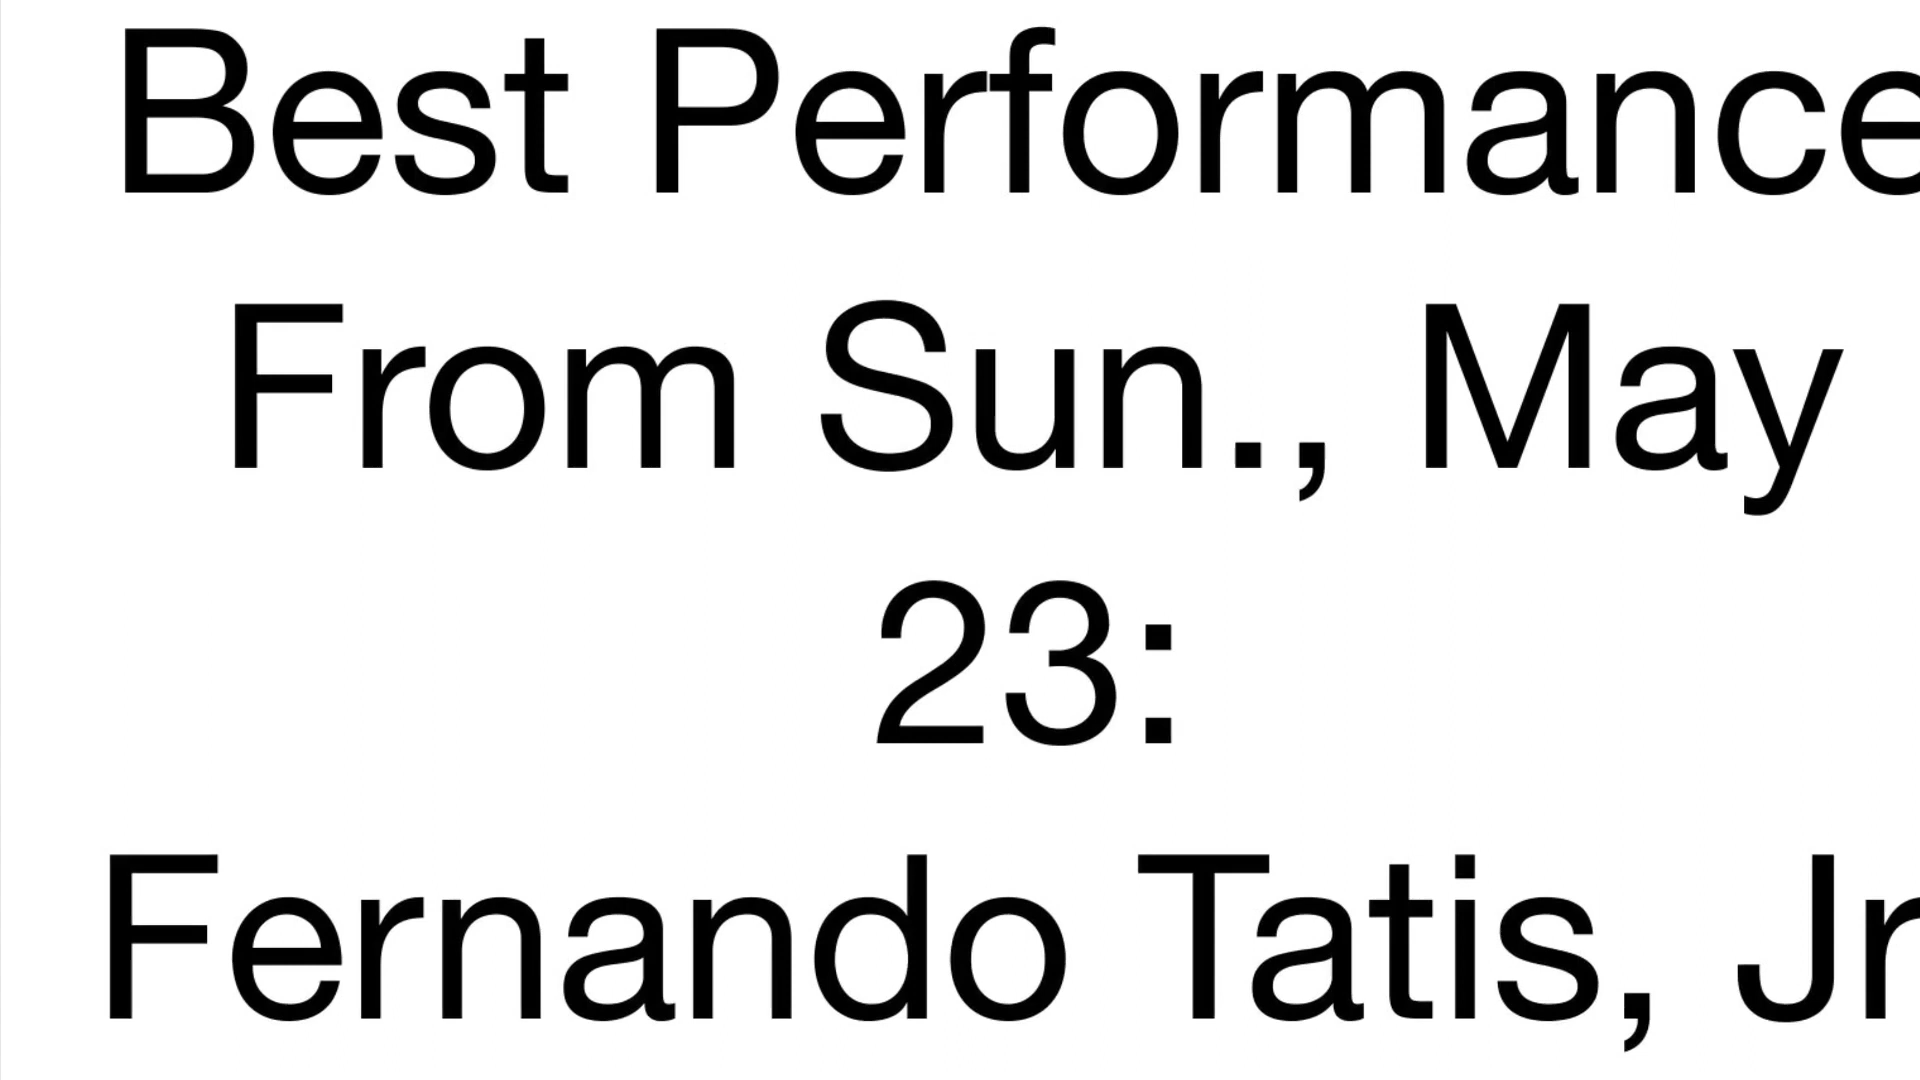 Best Performance
From Sun., May
23:
Fernando Tatis, Jr